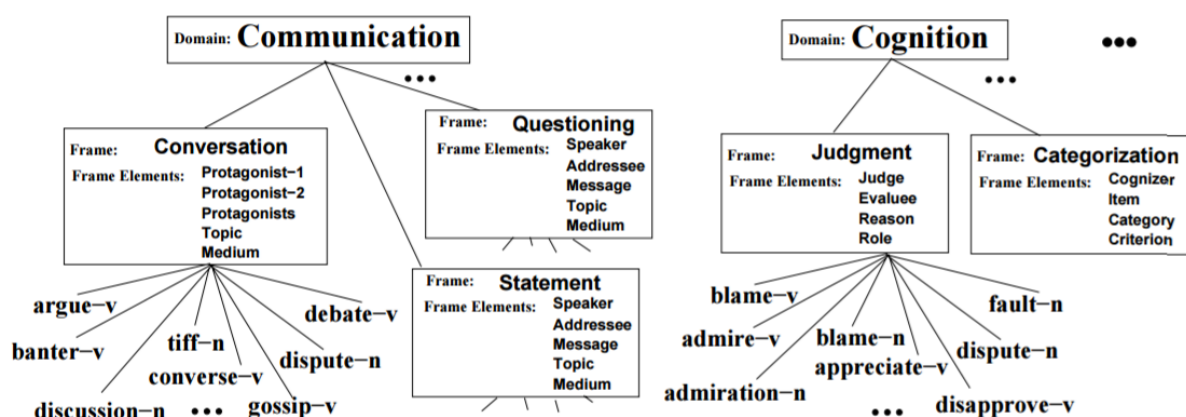 Domain: Communication
...
Frame: Conversation
Frame Elements: Protagonist−1
Protagonist−2
Protagonists
Topic
Medium
argue−v
banter−v
discussion−n
tiff−n
converse−v
...
gossip−v
dispute−n
debate−v
Frame: Questioning
Frame Elements: Speaker
Addressee
Message
Topic
Medium
Frame: Statement
Frame Elements: Speaker
Addressee
Message
Topic
Medium
Domain: Cognition
...
...
Frame: Judgment
Frame Elements: Judge
Evaluee
Reason
Role
blame−v
admire−v
admiration−n
blame−n
appreciate−v
...
disapprove−v
dispute−n
fault−n
Frame: Categorization
Frame Elements: Cognizer
Item
Category
Criterion